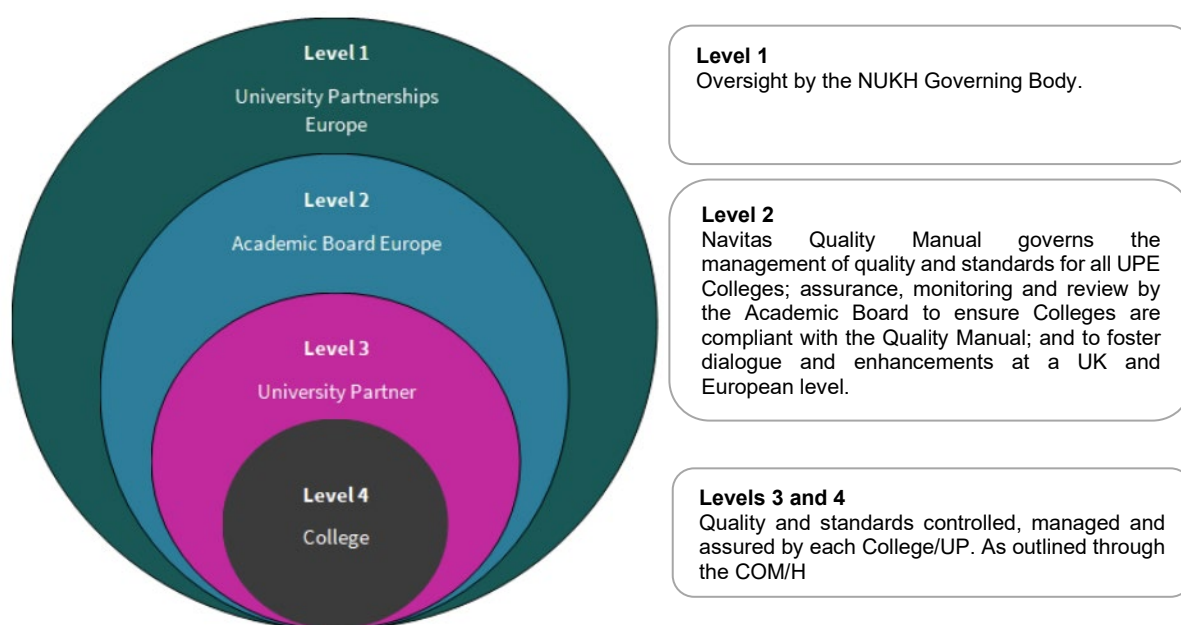 Level 1
University Partnerships
Europe
Level 2
Academic Board Europe
Level 3
University Partner
Level 4
College
Level 1
Oversight by the NUKH Governing Body.
Level 2
Navitas Quality Manual governs the
management of quality and standards for all UPE
Colleges; assurance, monitoring and review by
the Academic Board to ensure Colleges are
compliant with the Quality Manual; and to foster
dialogue and enhancements at a UK and
European level.
Levels 3 and 4
Quality and standards controlled, managed and
assured by each College/UP. As outlined through
the COM/H